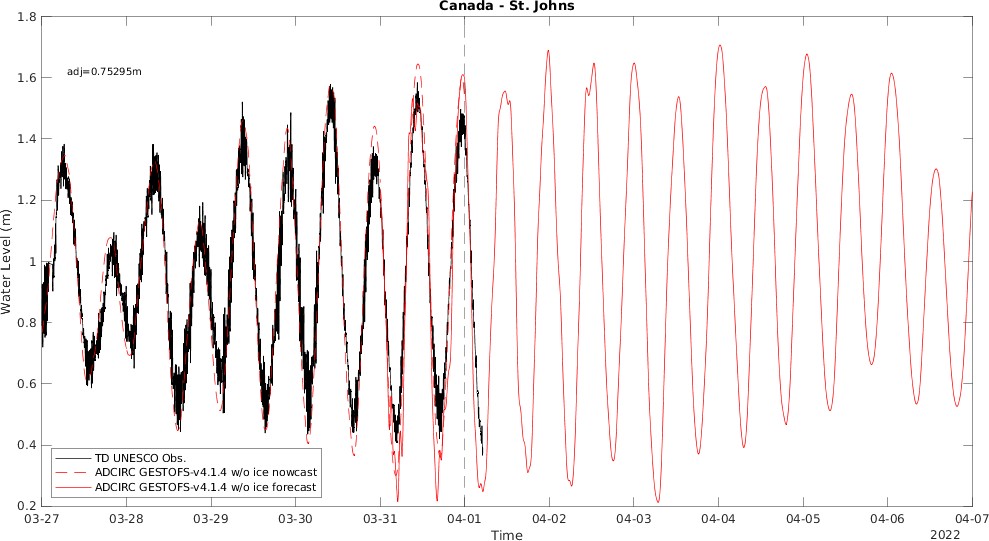 Canada - St. Johns
adj=0.75295m
Water Level (m)
1.8
1.6
1.4
1.2
1
0.8
0.6
0.4
0.2
TD UNESCO Obs.
ADCIRC GESTOFS-v4.1.4 w/o ice nowcast
ADCIRC GESTOFS-v4.1.4 w/o ice forecast
03-27 03-28 03-29 03-30 03-31 04-01 04-02 04-03 04-04 04-05 04-06 04-07
Time
2022